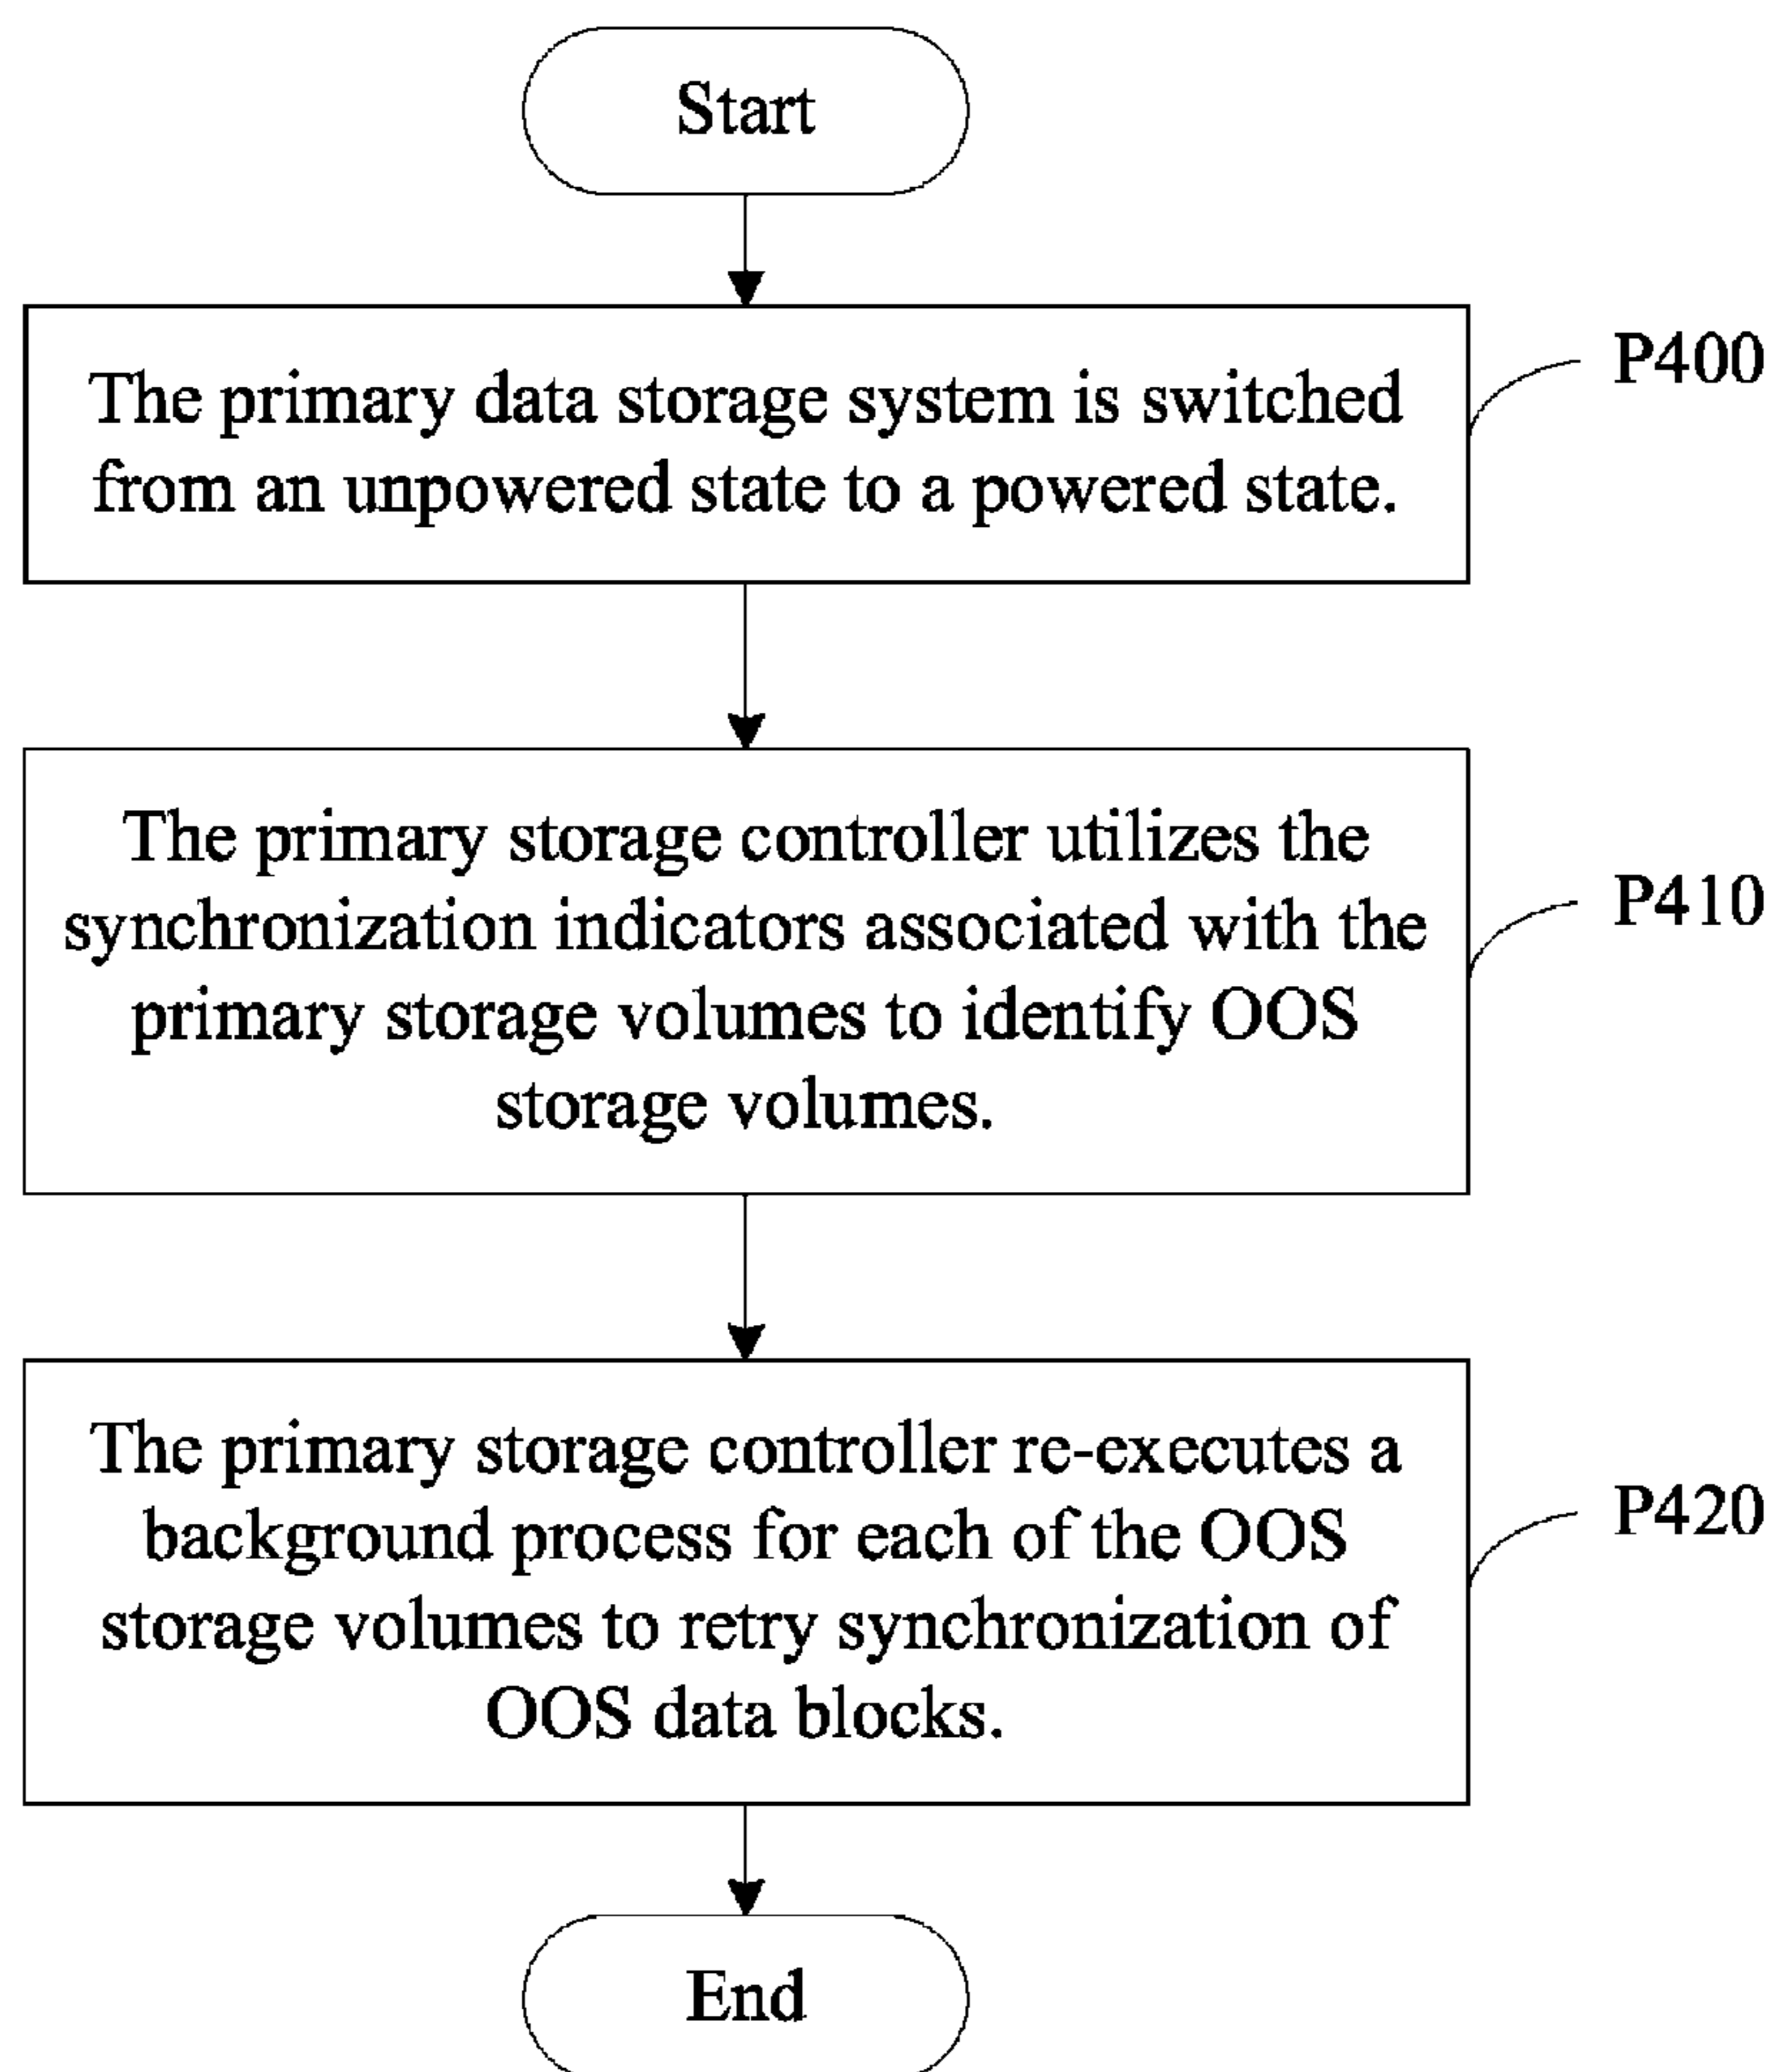 Start
The primary data storage system is switched
from an unpowered state to a powered state.
P400
The primary storage controller utilizes the
synchronization indicators associated with the
primary storage volumes to identify OOS
storage volumes.
P410
The primary storage controller re-executes a
background process for each of the OOS
storage volumes to retry synchronization of
OOS data blocks.
P420
End